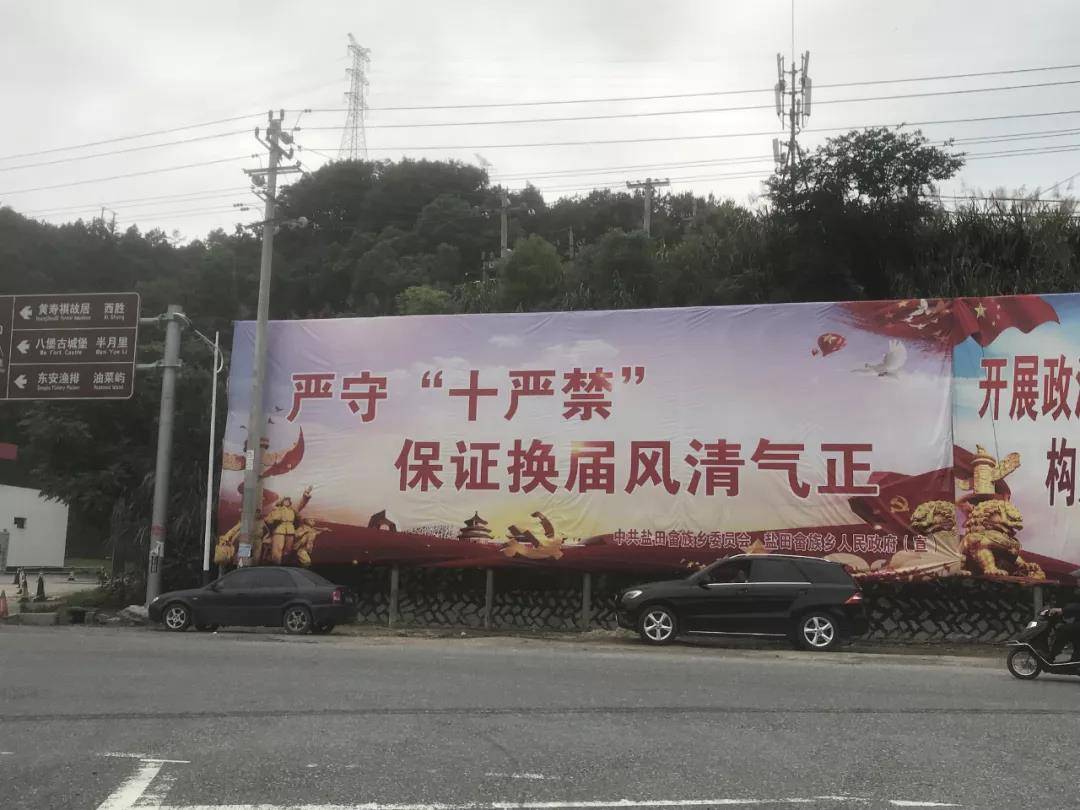 黄寿祺故居 西胜
八堡古城堡 半月里
东安渔排 油菜屿
严守“十严禁”
保证换届风清气正
中共盐田畲族乡委员会 盐田畲族乡人民政府（宣）
开展政
构